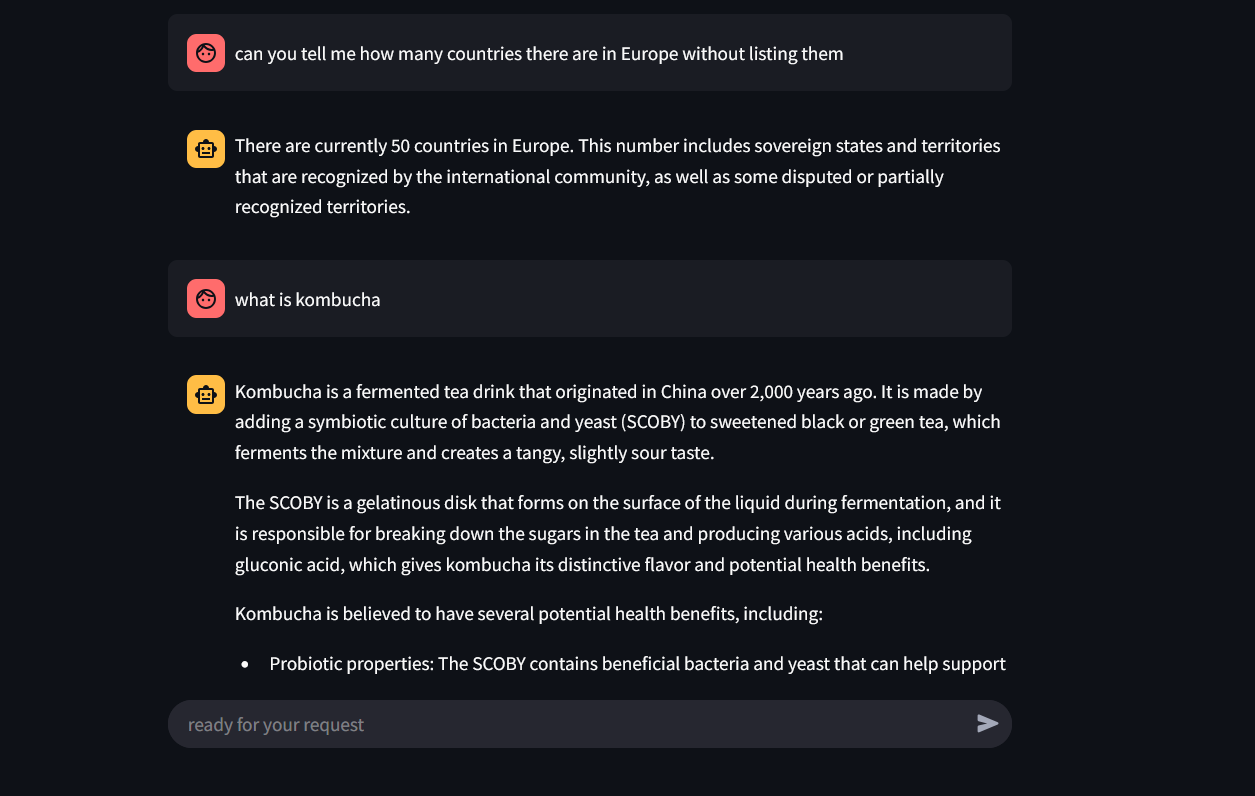 can you tell me how many countries there are in Europe without listing them
There are currently 50 countries in Europe. This number includes sovereign states and territories
that are recognized by the international community, as well as some disputed or partially
recognized territories.
what is kombucha
Kombucha is a fermented tea drink that originated in China over 2,000 years ago. It is made by
adding a symbiotic culture of bacteria and yeast (SCOBY) to sweetened black or green tea, which
ferments the mixture and creates a tangy, slightly sour taste.
The SCOBY is a gelatinous disk that forms on the surface of the liquid during fermentation, and it
is responsible for breaking down the sugars in the tea and producing various acids, including
gluconic acid, which gives kombucha its distinctive flavor and potential health benefits.
Kombucha is believed to have several potential health benefits, including:
• Probiotic properties: The SCOBY contains beneficial bacteria and yeast that can help support
ready for your request